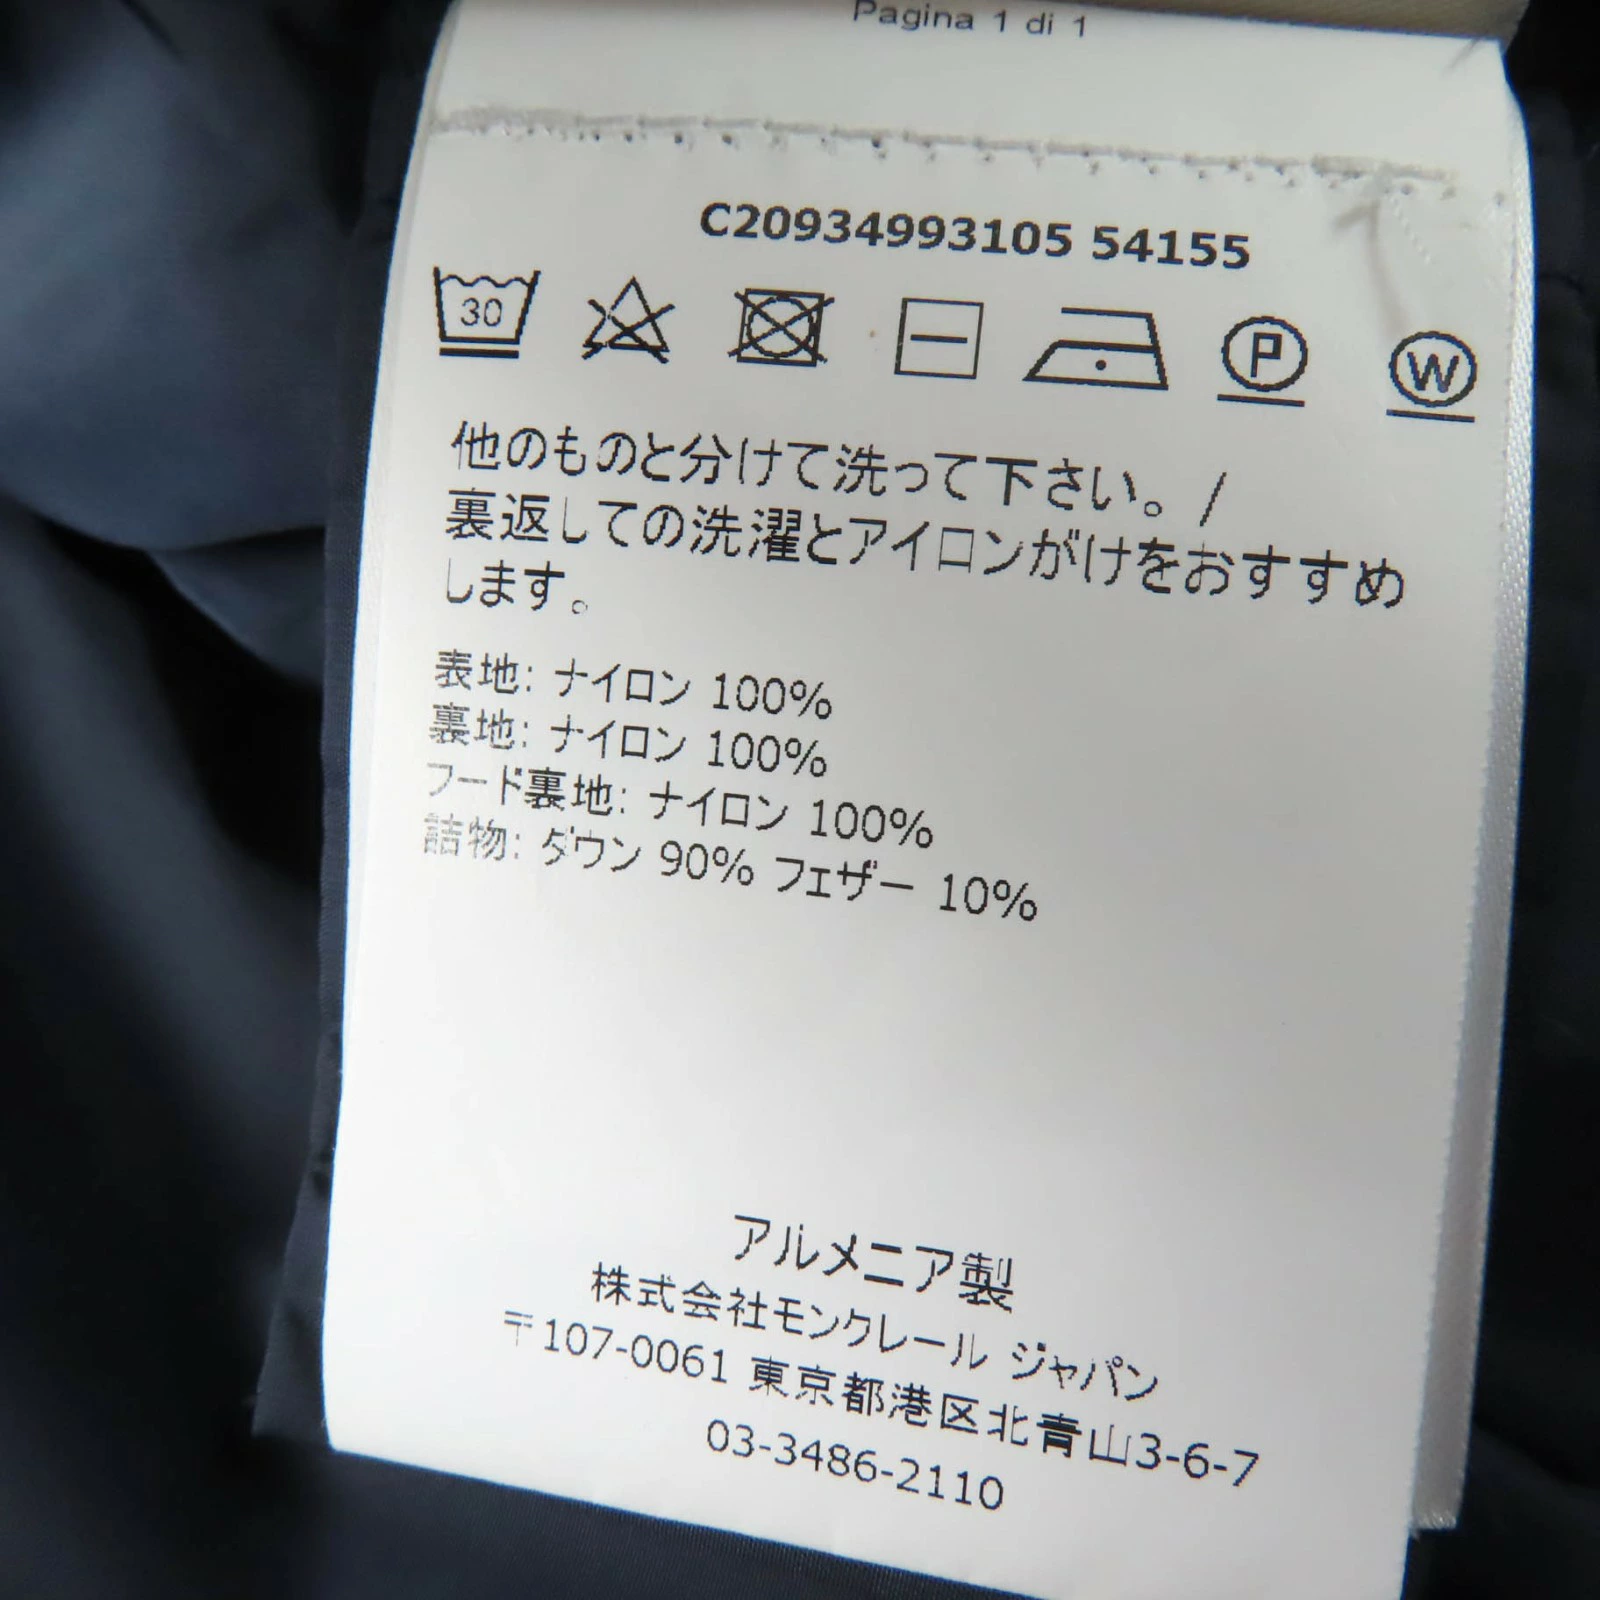 Pagina 1 di 1
C20934993105 54155
30 P W
他のものと分けて洗って下さい。/
裏返しての洗濯とアイロンがけをおすすめ
します。
表地: ナイロン 100%
裏地: ナイロン 100%
フード裏地: ナイロン 100%
詰物: ダウン 90% フェザー 10%
アルメニア製
株式会社モンクレール ジャパン
〒107-0061 東京都港区北青山3-6-7
03-3486-2110